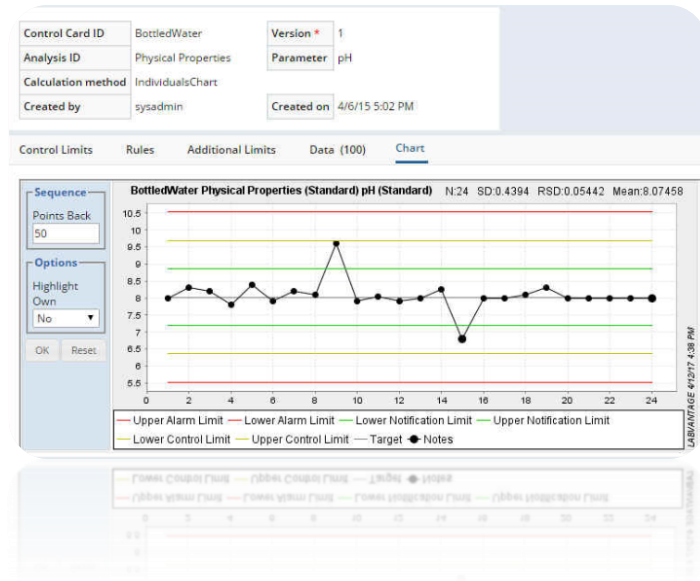 Control Card ID BottledWater Version * 1
Analysis ID Physical Properties Parameter pH
Calculation method IndividualsChart
Created by sysadmin Created on 4/6/15 5:02 PM
Control Limits Rules Additional Limits Data (100) Chart
Sequence
Points Back
50
Options
Highlight
Own
No
OK Reset
BottledWater Physical Properties (Standard) pH (Standard) N:24 SD:0.4394 RSD:0.05442 Mean:8.07458
10.5
10
9.5
9
8.5
8
7.5
7
6.5
6
5.5
0 2 4 6 8 10 12 14 16 18 20 22 24
Upper Alarm Limit Lower Alarm Limit Lower Notification Limit Upper Notification Limit
Lower Control Limit Upper Control Limit Target Notes
LABVANTAGE 4/12/17 4:38 PM